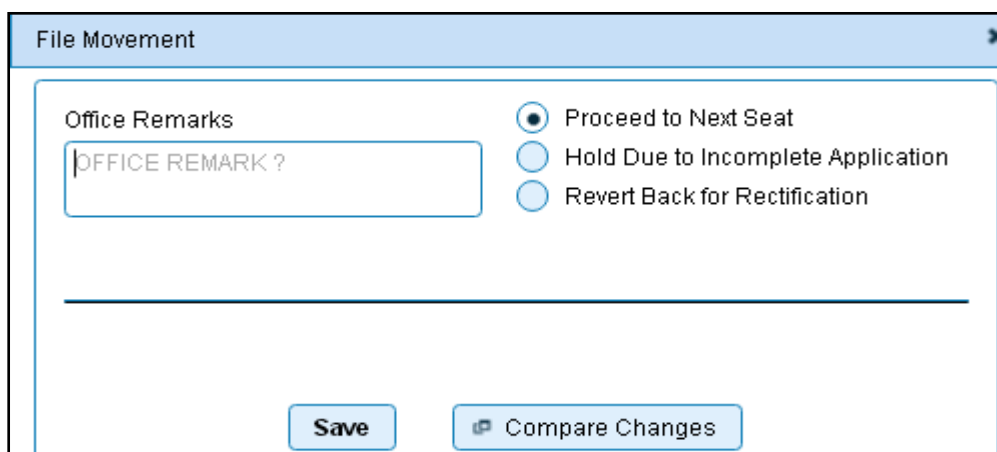 File Movement
Office Remarks
OFFICE REMARK ?
Proceed to Next Seat
Hold Due to Incomplete Application
Revert Back for Rectification
Save
Compare Changes